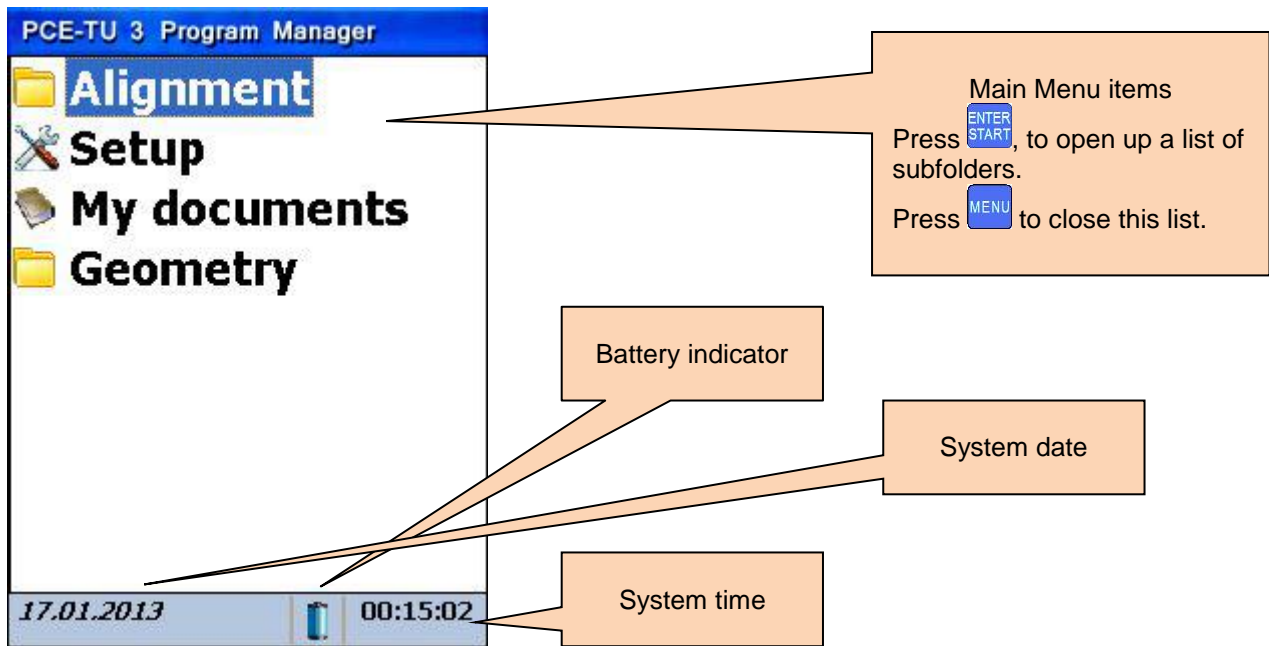 PCE-TU 3 Program Manager
Alignment
Setup
My documents
Geometry
17.01.2013
00:15:02
Main Menu items
Press ENTER START, to open up a list of
subfolders.
Press MENU to close this list.
Battery indicator
System date
System time